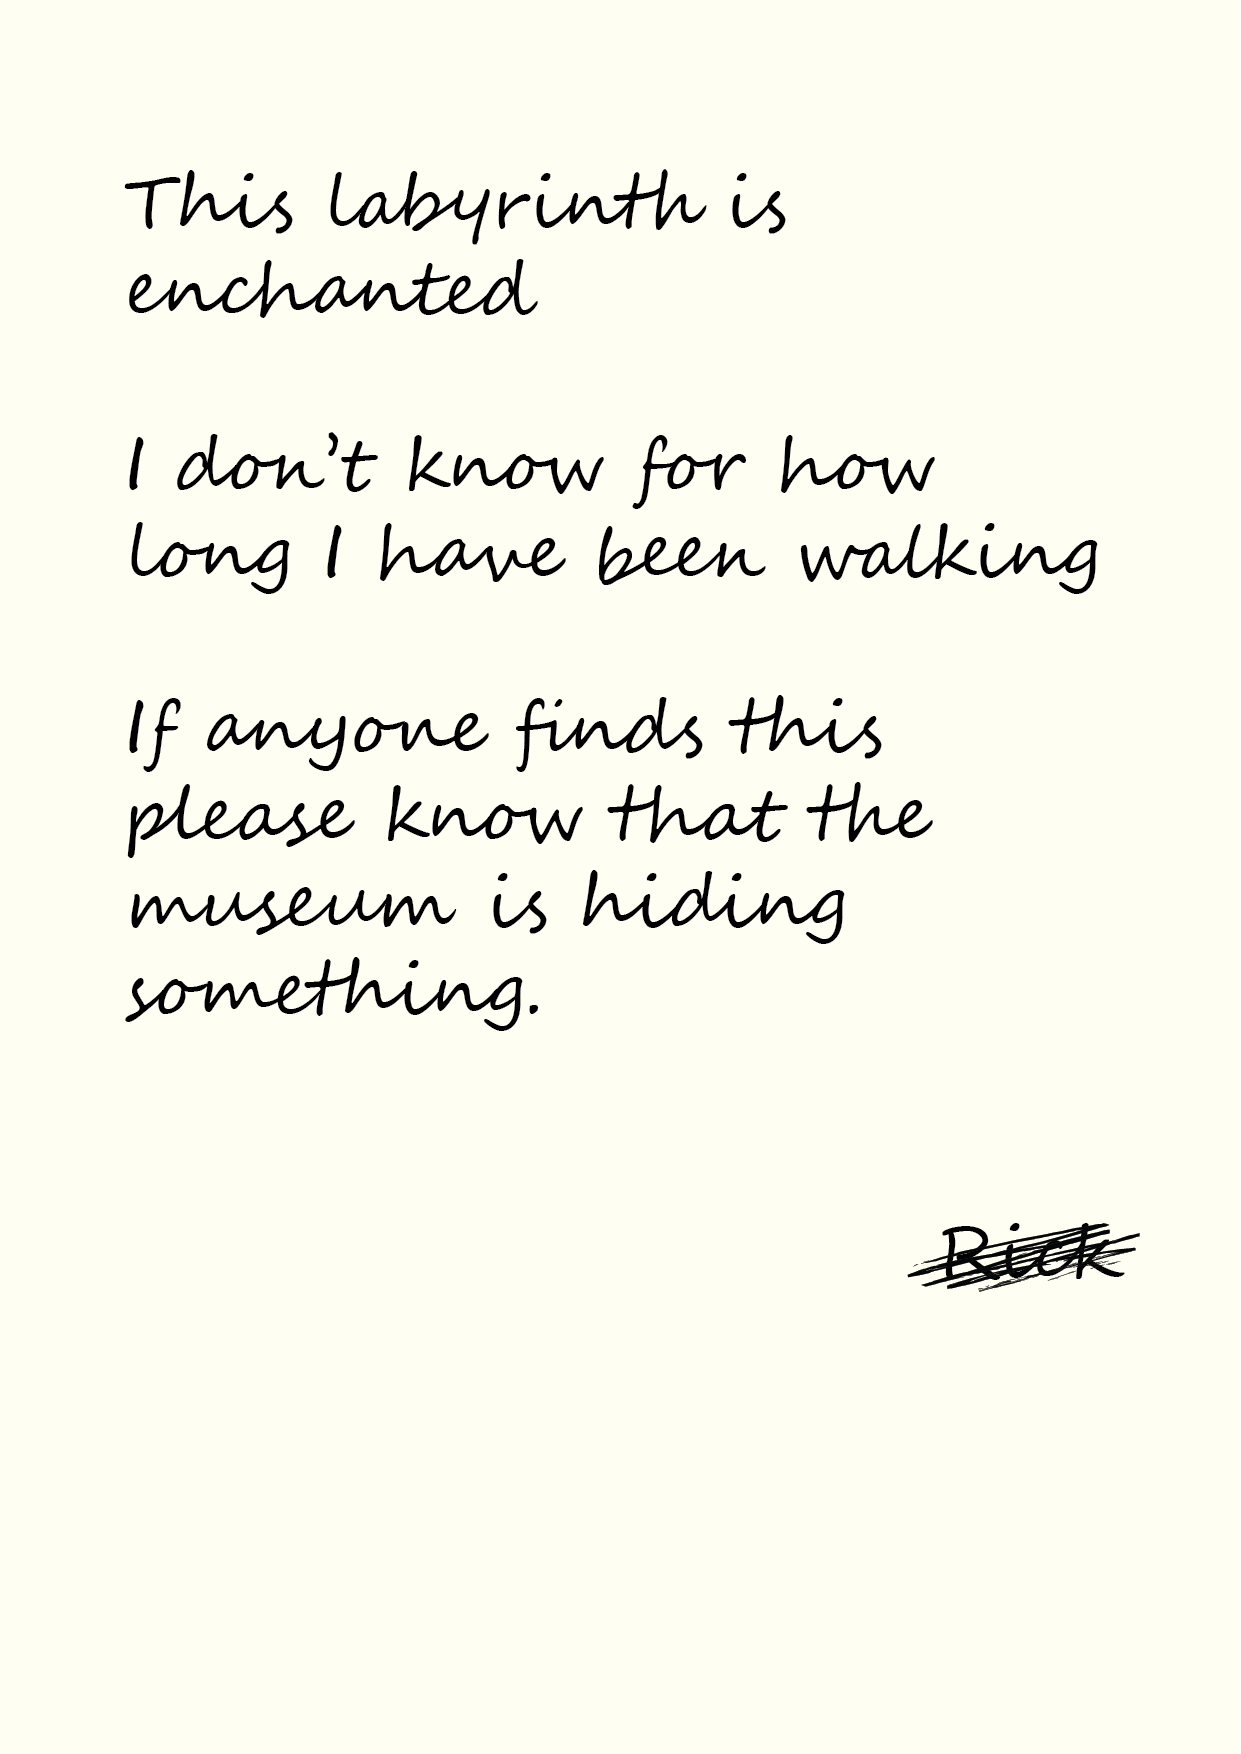 This labyrinth is
enchanted
I don't know for how
long I have been walking
If anyone finds this
please know that the
museum is hiding
something.
Rick